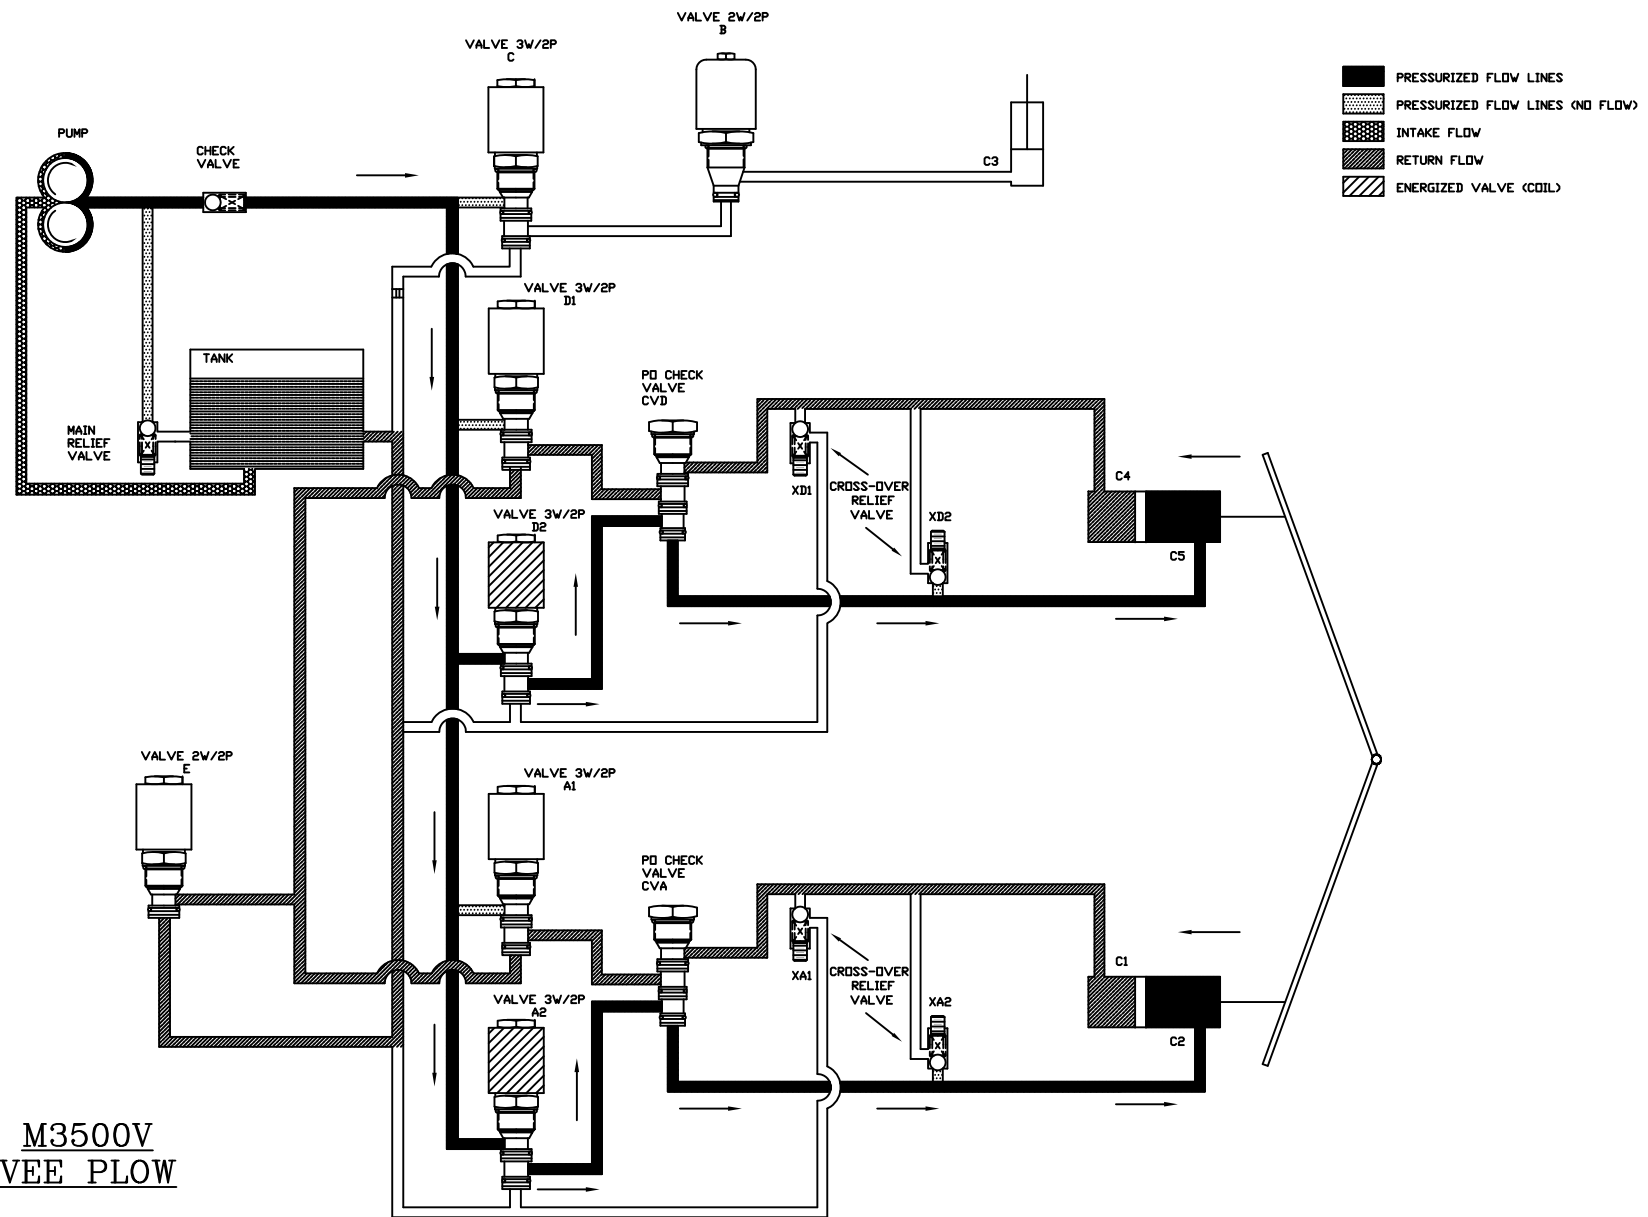 VALVE 3W/2P
C
VALVE 2W/2P
B
PRESSURIZED FLOW LINES
PRESSURIZED FLOW LINES (NO FLOW)
INTAKE FLOW
RETURN FLOW
ENERGIZED VALVE (COIL)
PUMP
CHECK
VALVE
C3
VALVE 3W/2P
D1
TANK
MAIN
RELIEF
VALVE
PO CHECK
VALVE
CVD
XD1
CROSS-OVER
RELIEF
VALVE
XD2
C4
C5
VALVE 3W/2P
D2
VALVE 2W/2P
E
VALVE 3W/2P
A1
PO CHECK
VALVE
CVA
XA1
CROSS-OVER
RELIEF
VALVE
XA2
C1
C2
VALVE 3W/2P
A2
M3500V
VEE PLOW